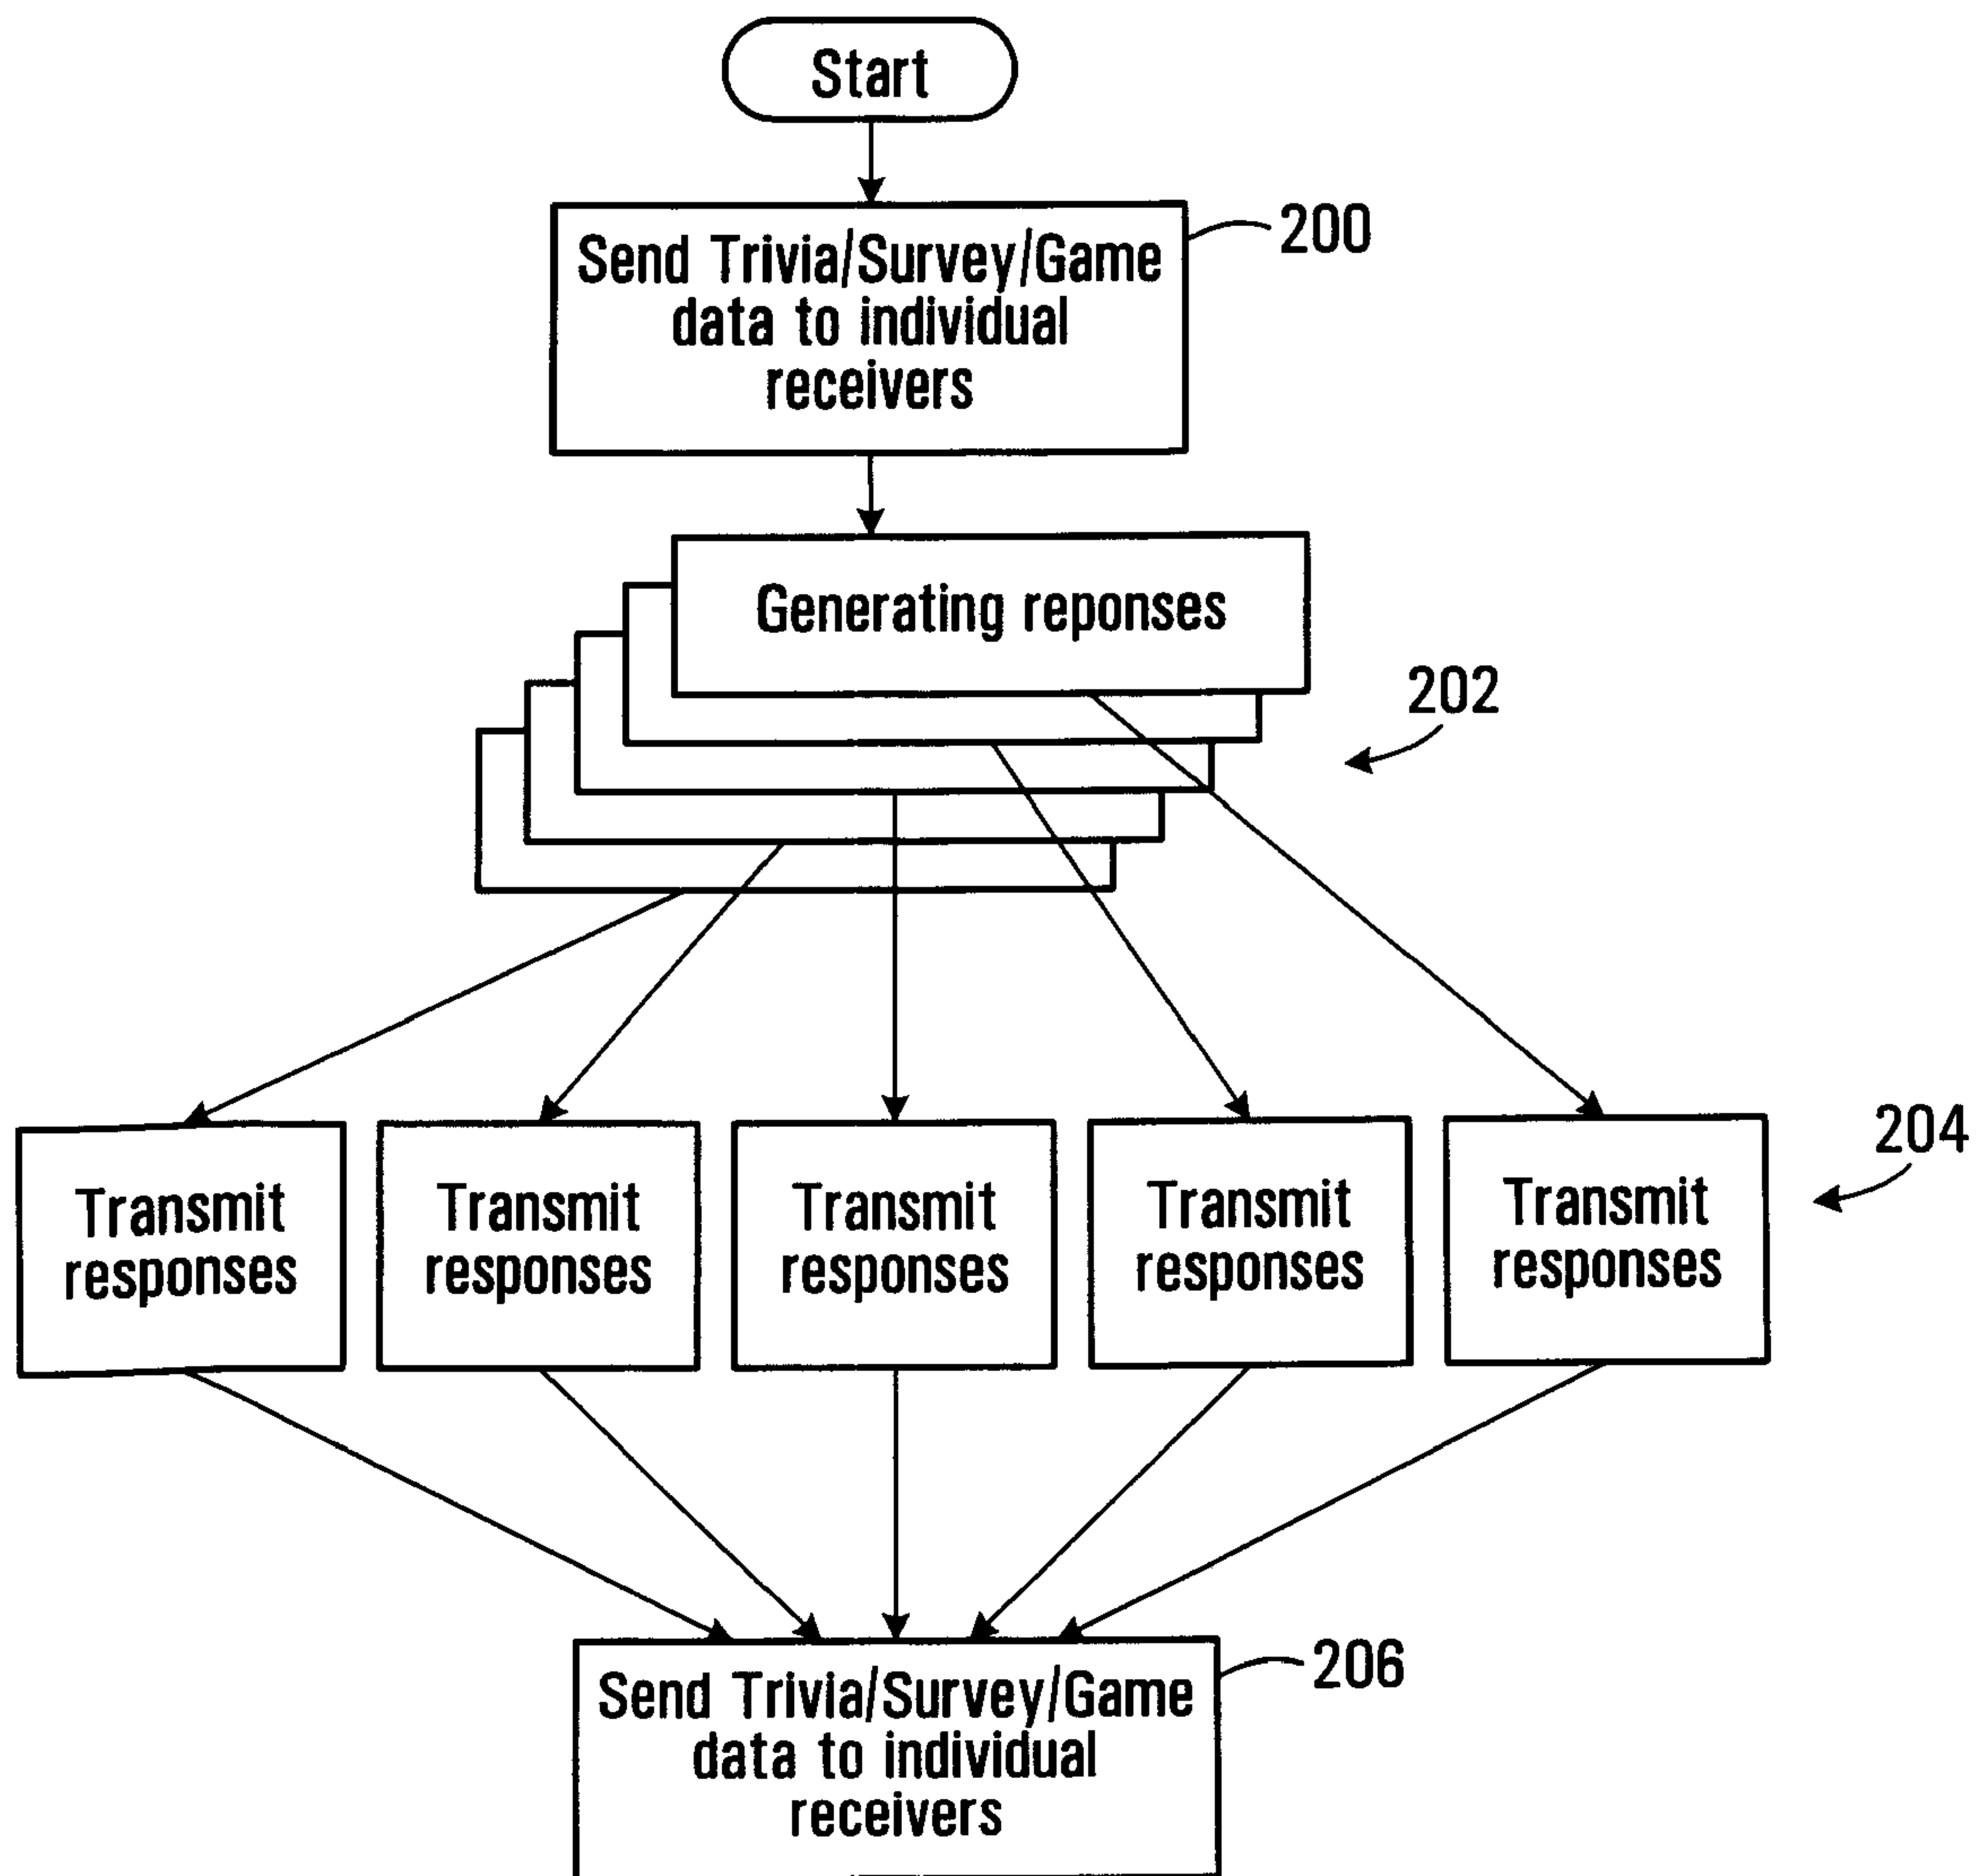 Start
Send Trivia/Survey/Game
data to individual
receivers
200
Generating reponses
202
204
Transmit
responses
Transmit
responses
Transmit
responses
Transmit
responses
Transmit
responses
Send Trivia/Survey/Game
data to individual
receivers
206